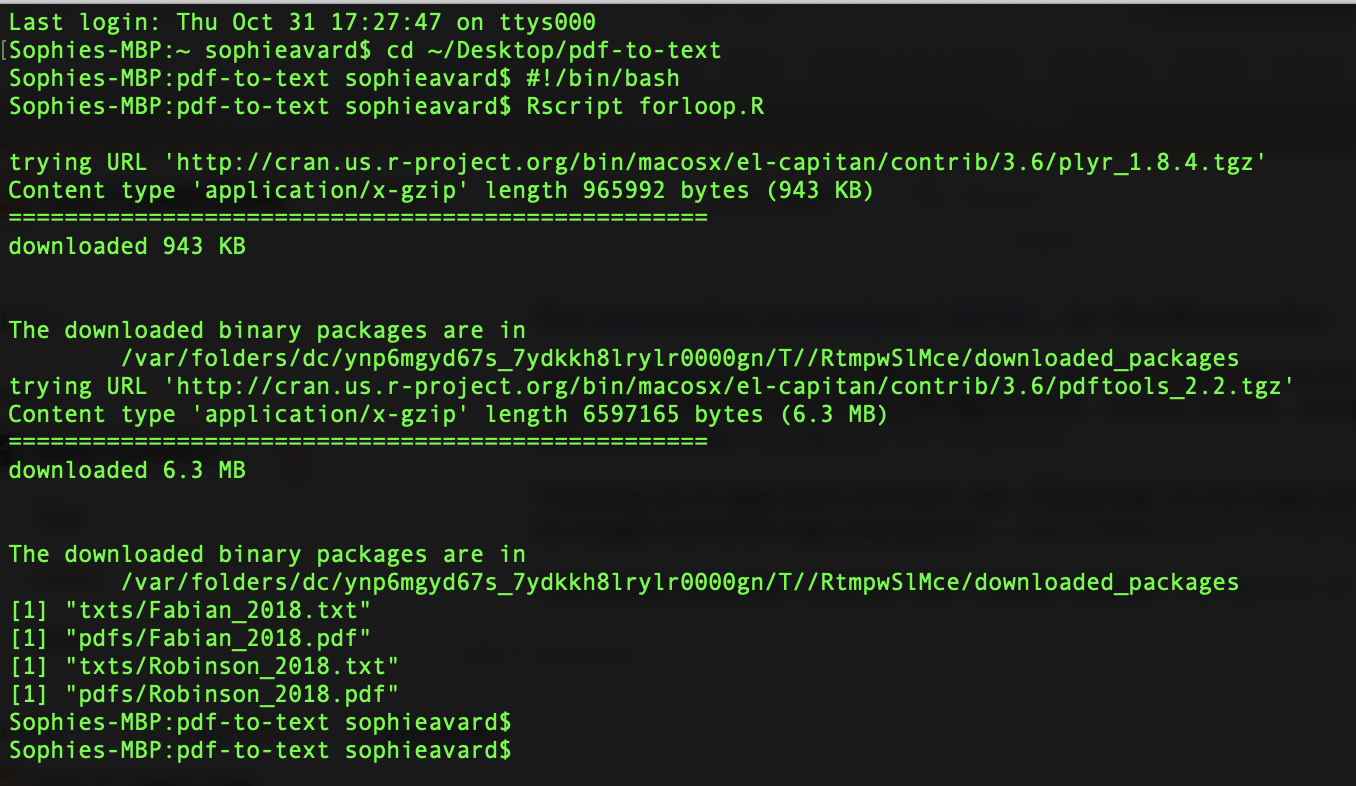 Last login: Thu Oct 31 17:27:47 on ttys000
[Sophies-MBP:~ sophieavard$ cd ~/Desktop/pdf-to-text
Sophies-MBP:pdf-to-text sophieavard$ #!/bin/bash
Sophies-MBP:pdf-to-text sophieavard$ Rscript forloop.R
trying URL 'http://cran.us.r-project.org/bin/macosx/el-capitan/contrib/3.6/plyr_1.8.4.tgz'
Content type 'application/x-gzip' length 965992 bytes (943 KB)
==================================================
downloaded 943 KB
The downloaded binary packages are in
        /var/folders/dc/ynp6mgyd67s_7ydkkh8lrylr0000gn/T//RtmpwSlMce/downloaded_packages
trying URL 'http://cran.us.r-project.org/bin/macosx/el-capitan/contrib/3.6/pdftools_2.2.tgz'
Content type 'application/x-gzip' length 6597165 bytes (6.3 MB)
==================================================
downloaded 6.3 MB
The downloaded binary packages are in
        /var/folders/dc/ynp6mgyd67s_7ydkkh8lrylr0000gn/T//RtmpwSlMce/downloaded_packages
[1] "txts/Fabian_2018.txt"
[1] "pdfs/Fabian_2018.pdf"
[1] "txts/Robinson_2018.txt"
[1] "pdfs/Robinson_2018.pdf"
Sophies-MBP:pdf-to-text sophieavard$
Sophies-MBP:pdf-to-text sophieavard$